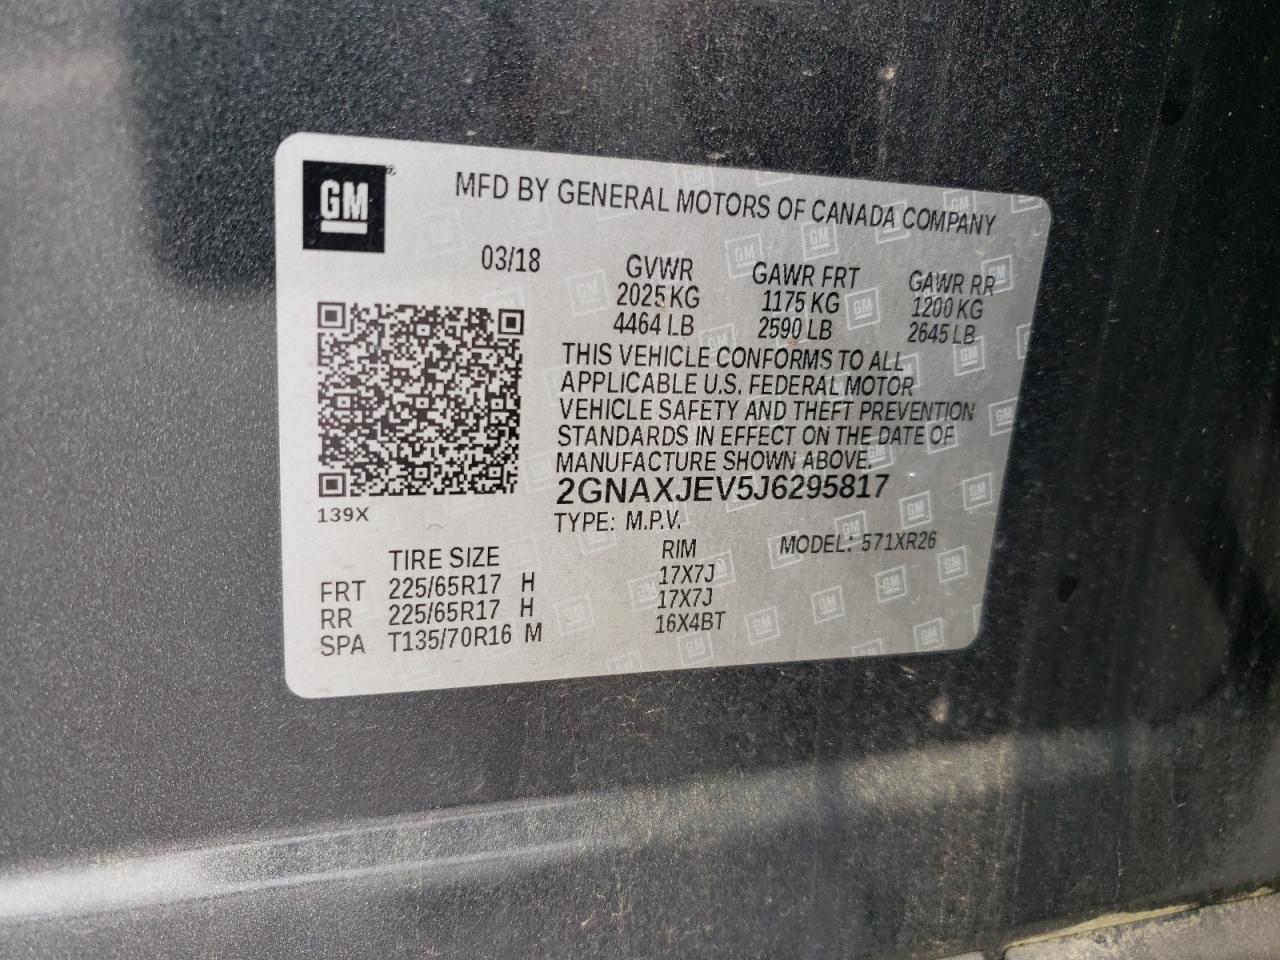 GM
MFD BY GENERAL MOTORS OF CANADA COMPANY
03/18 GVWR GAWR FRT GAWR RR
2025 KG 1175 KG 1200 KG
4464 LB 2590 LB 2645 LB
THIS VEHICLE CONFORMS TO ALL
APPLICABLE U.S. FEDERAL MOTOR
VEHICLE SAFETY AND THEFT PREVENTION
STANDARDS IN EFFECT ON THE DATE OF
MANUFACTURE SHOWN ABOVE.
2GNAXJEV5J6295817
139X
TYPE: M.P.V. MODEL: 571XR26
TIRE SIZE RIM
FRT 225/65R17 H 17X7J
RR 225/65R17 H 17X7J
SPA T135/70R16 M 16X4BT